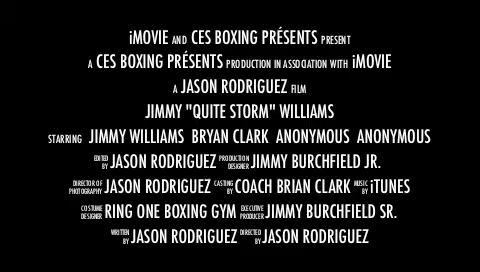 iMOVIE AND CES BOXING PRÉSENTS PRESENT
A CES BOXING PRÉSENTS PRODUCTION IN ASSOCIATION WITH iMOVIE
A JASON RODRIGUEZ FILM
JIMMY "QUITE STORM" WILLIAMS
STARRING JIMMY WILLIAMS BRYAN CLARK ANONYMOUS ANONYMOUS
EDITED BY JASON RODRIGUEZ PRODUCTION DESIGNER JIMMY BURCHFIELD JR.
DIRECTOR OF PHOTOGRAPHY JASON RODRIGUEZ CASTING BY COACH BRIAN CLARK MUSIC BY iTUNES
COSTUME DESIGNER RING ONE BOXING GYM EXECUTIVE PRODUCER JIMMY BURCHFIELD SR.
WRITTEN BY JASON RODRIGUEZ DIRECTED BY JASON RODRIGUEZ